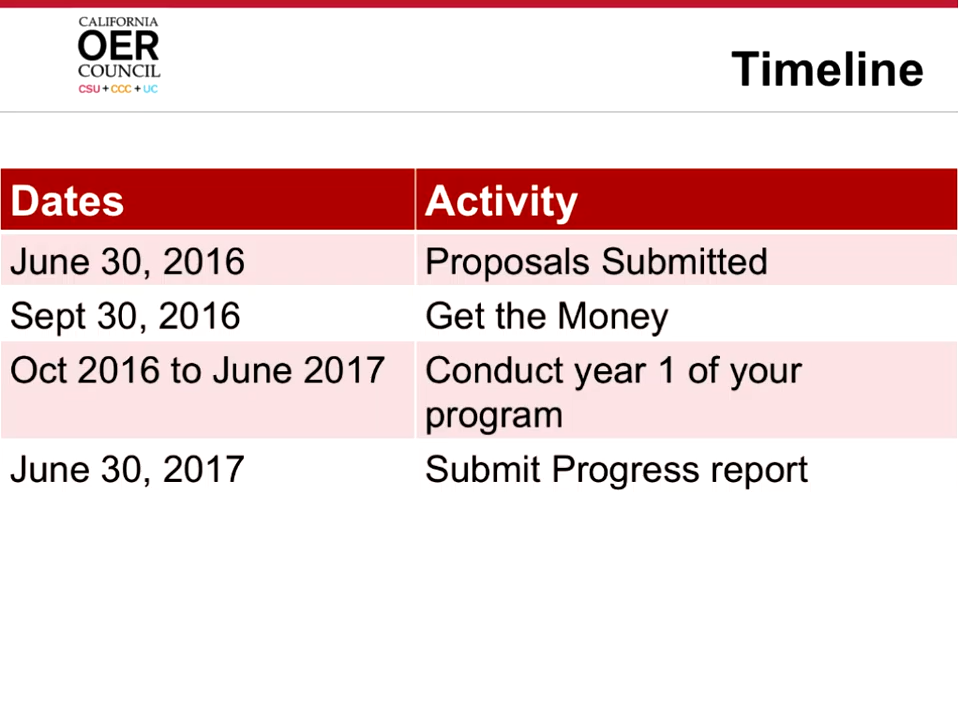 CALIFORNIA
OER
COUNCIL
CSU + CCC + UC
Timeline
Dates Activity
June 30, 2016 Proposals Submitted
Sept 30, 2016 Get the Money
Oct 2016 to June 2017 Conduct year 1 of your
program
June 30, 2017 Submit Progress report